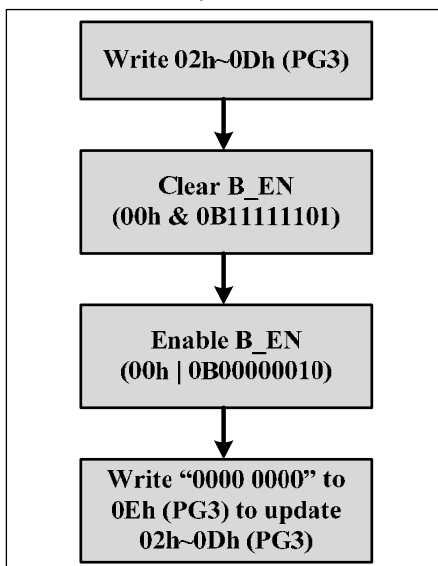 Write 02h~0Dh (PG3)
Clear B_EN
(00h & 0B11111101)
Enable B_EN
(00h | 0B00000010)
Write “0000 0000” to
0Eh (PG3) to update
02h~0Dh (PG3)